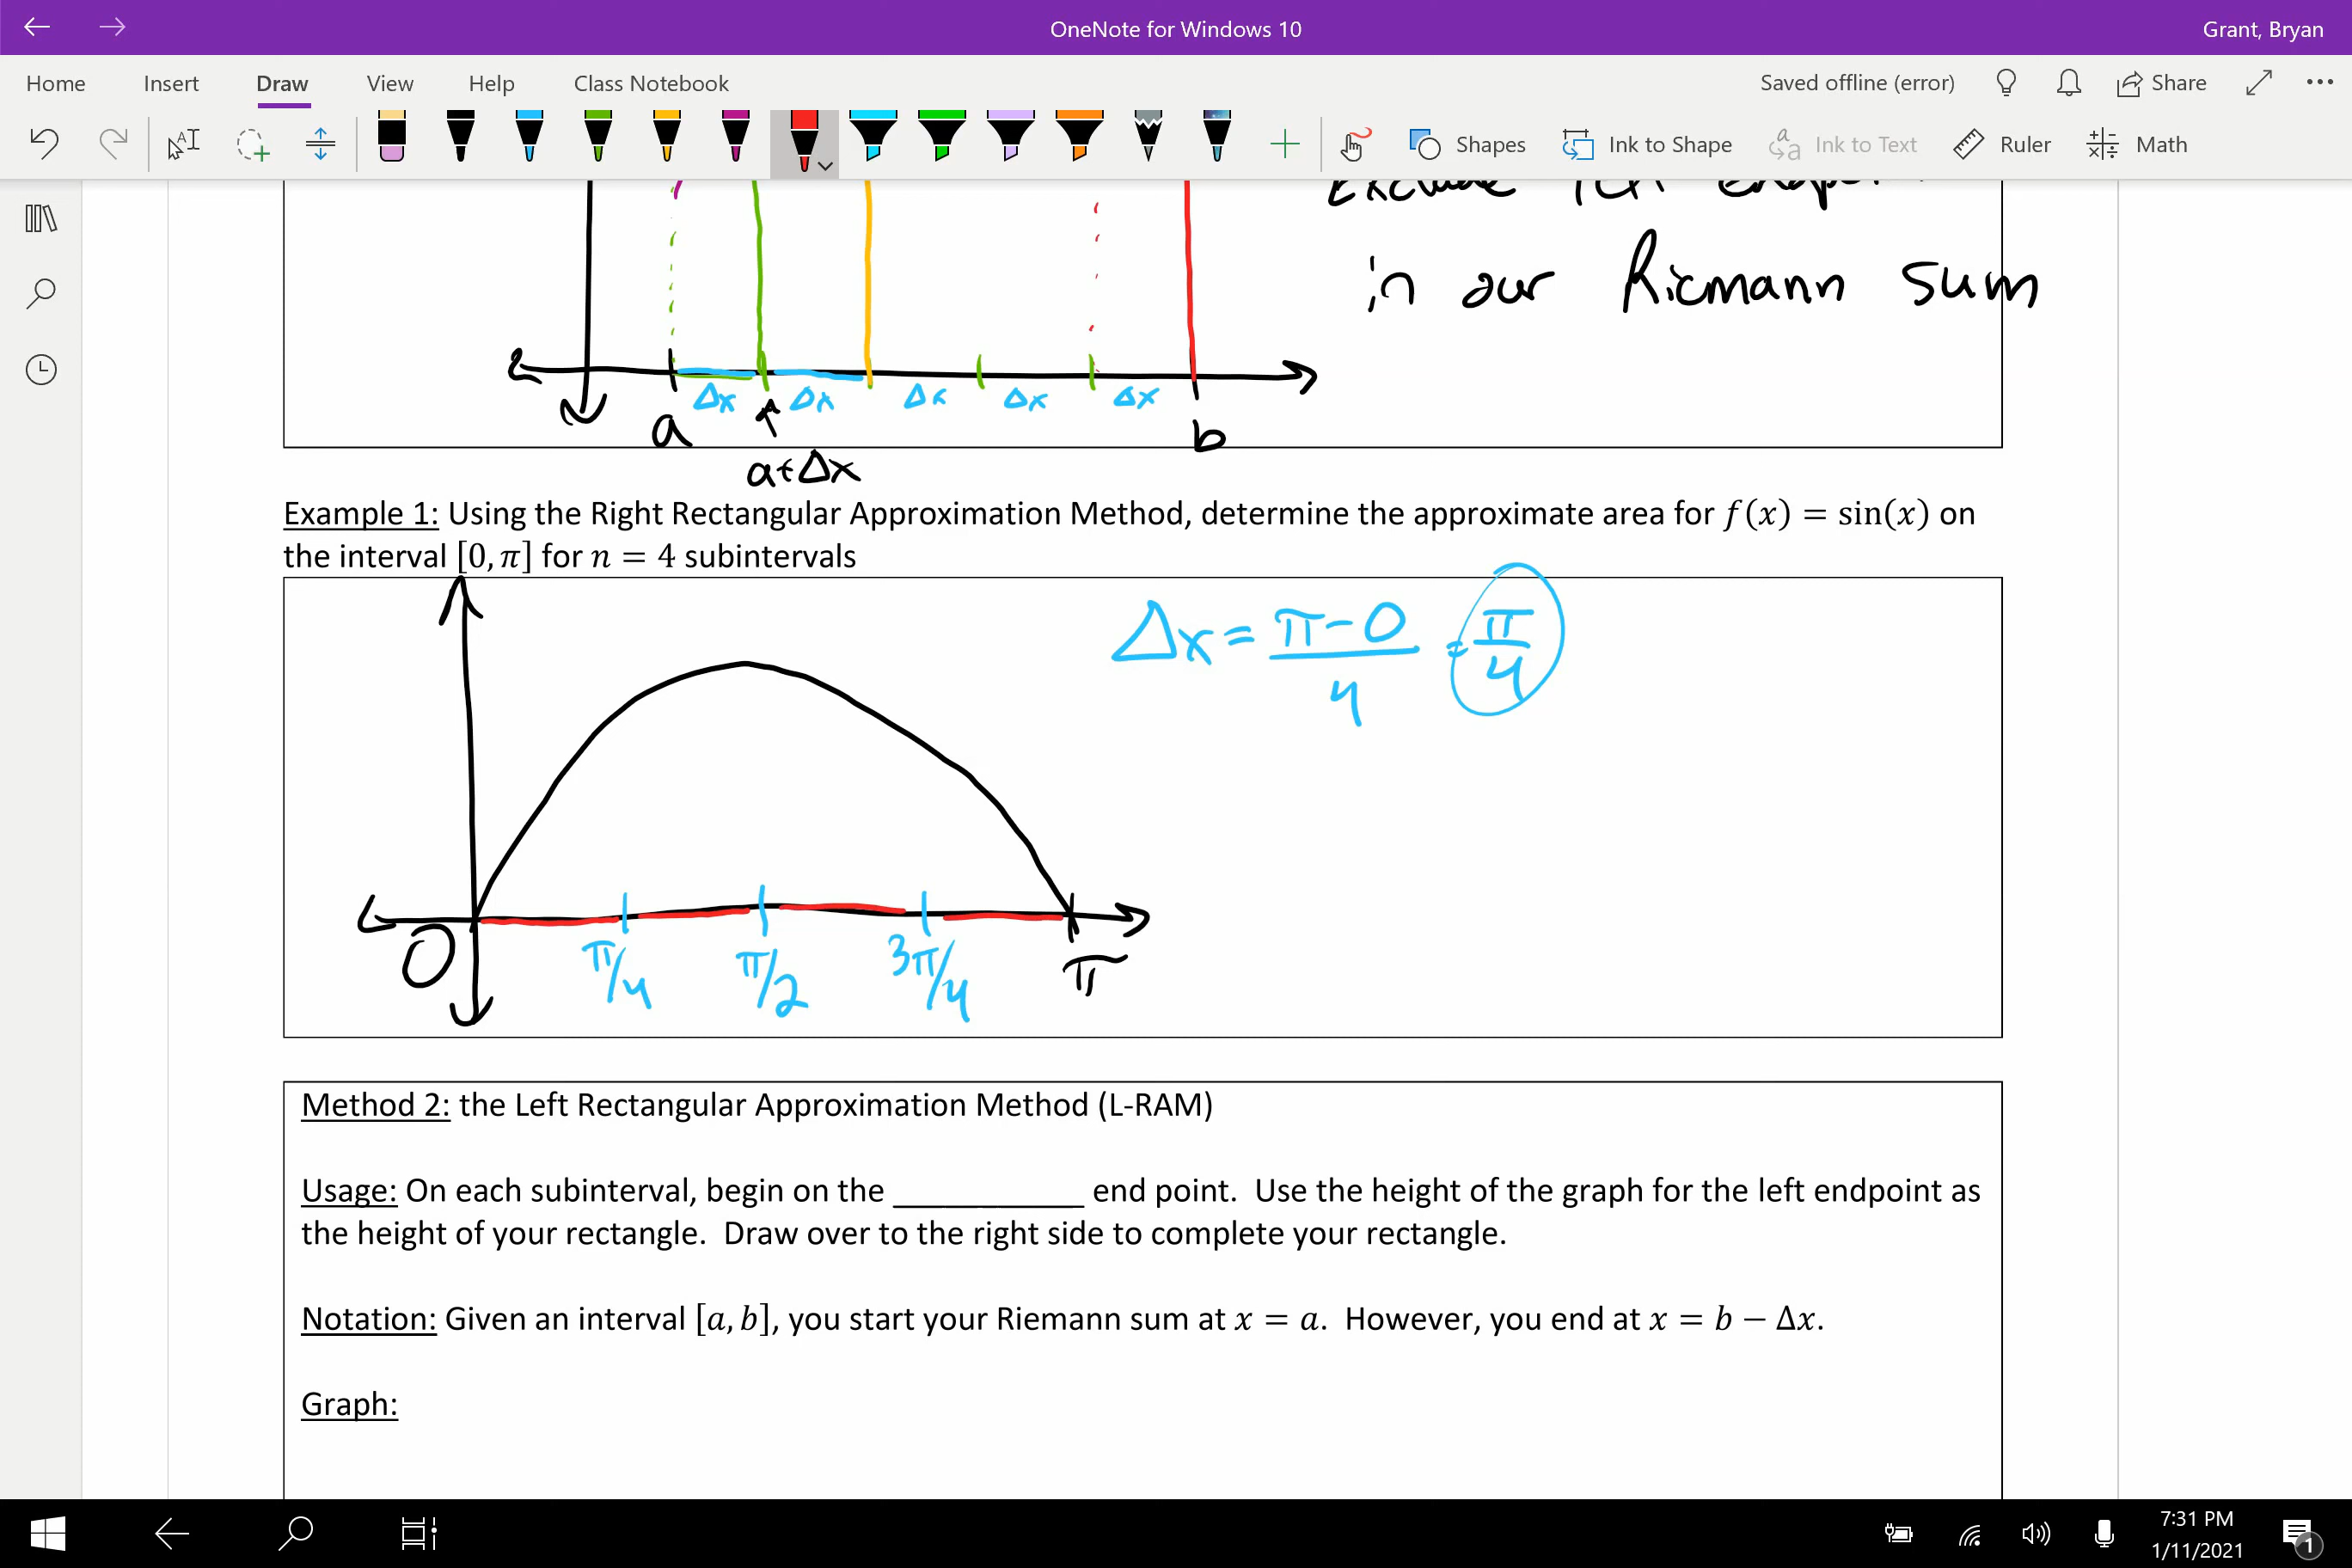 OneNote for Windows 10
Grant, Bryan
Home Insert Draw View Help Class Notebook
Saved offline (error) Share
Shapes Ink to Shape Ink to Text Ruler Math
in our Riemann sum
Δx Δx Δx Δx Δx
a b
a+Δx
Example 1: Using the Right Rectangular Approximation Method, determine the approximate area for f(x) = sin(x) on
the interval [0, π] for n = 4 subintervals
Δx = π-0/4 = π/4
0 π/4 π/2 3π/4 π
Method 2: the Left Rectangular Approximation Method (L-RAM)
Usage: On each subinterval, begin on the ___________ end point. Use the height of the graph for the left endpoint as
the height of your rectangle. Draw over to the right side to complete your rectangle.
Notation: Given an interval [a, b], you start your Riemann sum at x = a. However, you end at x = b − Δx.
Graph:
7:31 PM
1/11/2021
1